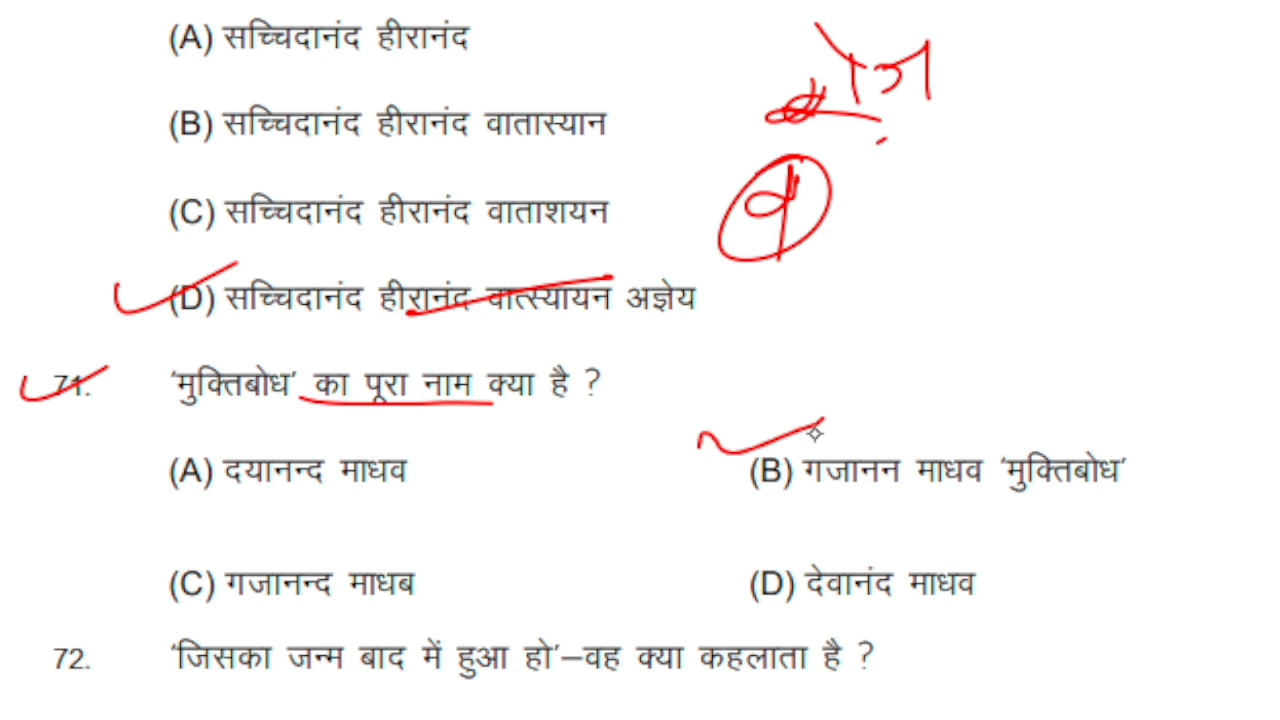 (A) सच्चिदानंद हीरानंद
(B) सच्चिदानंद हीरानंद वातास्यान
(C) सच्चिदानंद हीरानंद वाताशयन
(D) सच्चिदानंद हीरानंद वात्स्यायन अज्ञेय
71. 'मुक्तिबोध' का पूरा नाम क्या है ?
(A) दयानन्द माधव (B) गजानन माधव 'मुक्तिबोध'
(C) गजानन्द माधब (D) देवानंद माधव
72. 'जिसका जन्म बाद में हुआ हो'–वह क्या कहलाता है ?